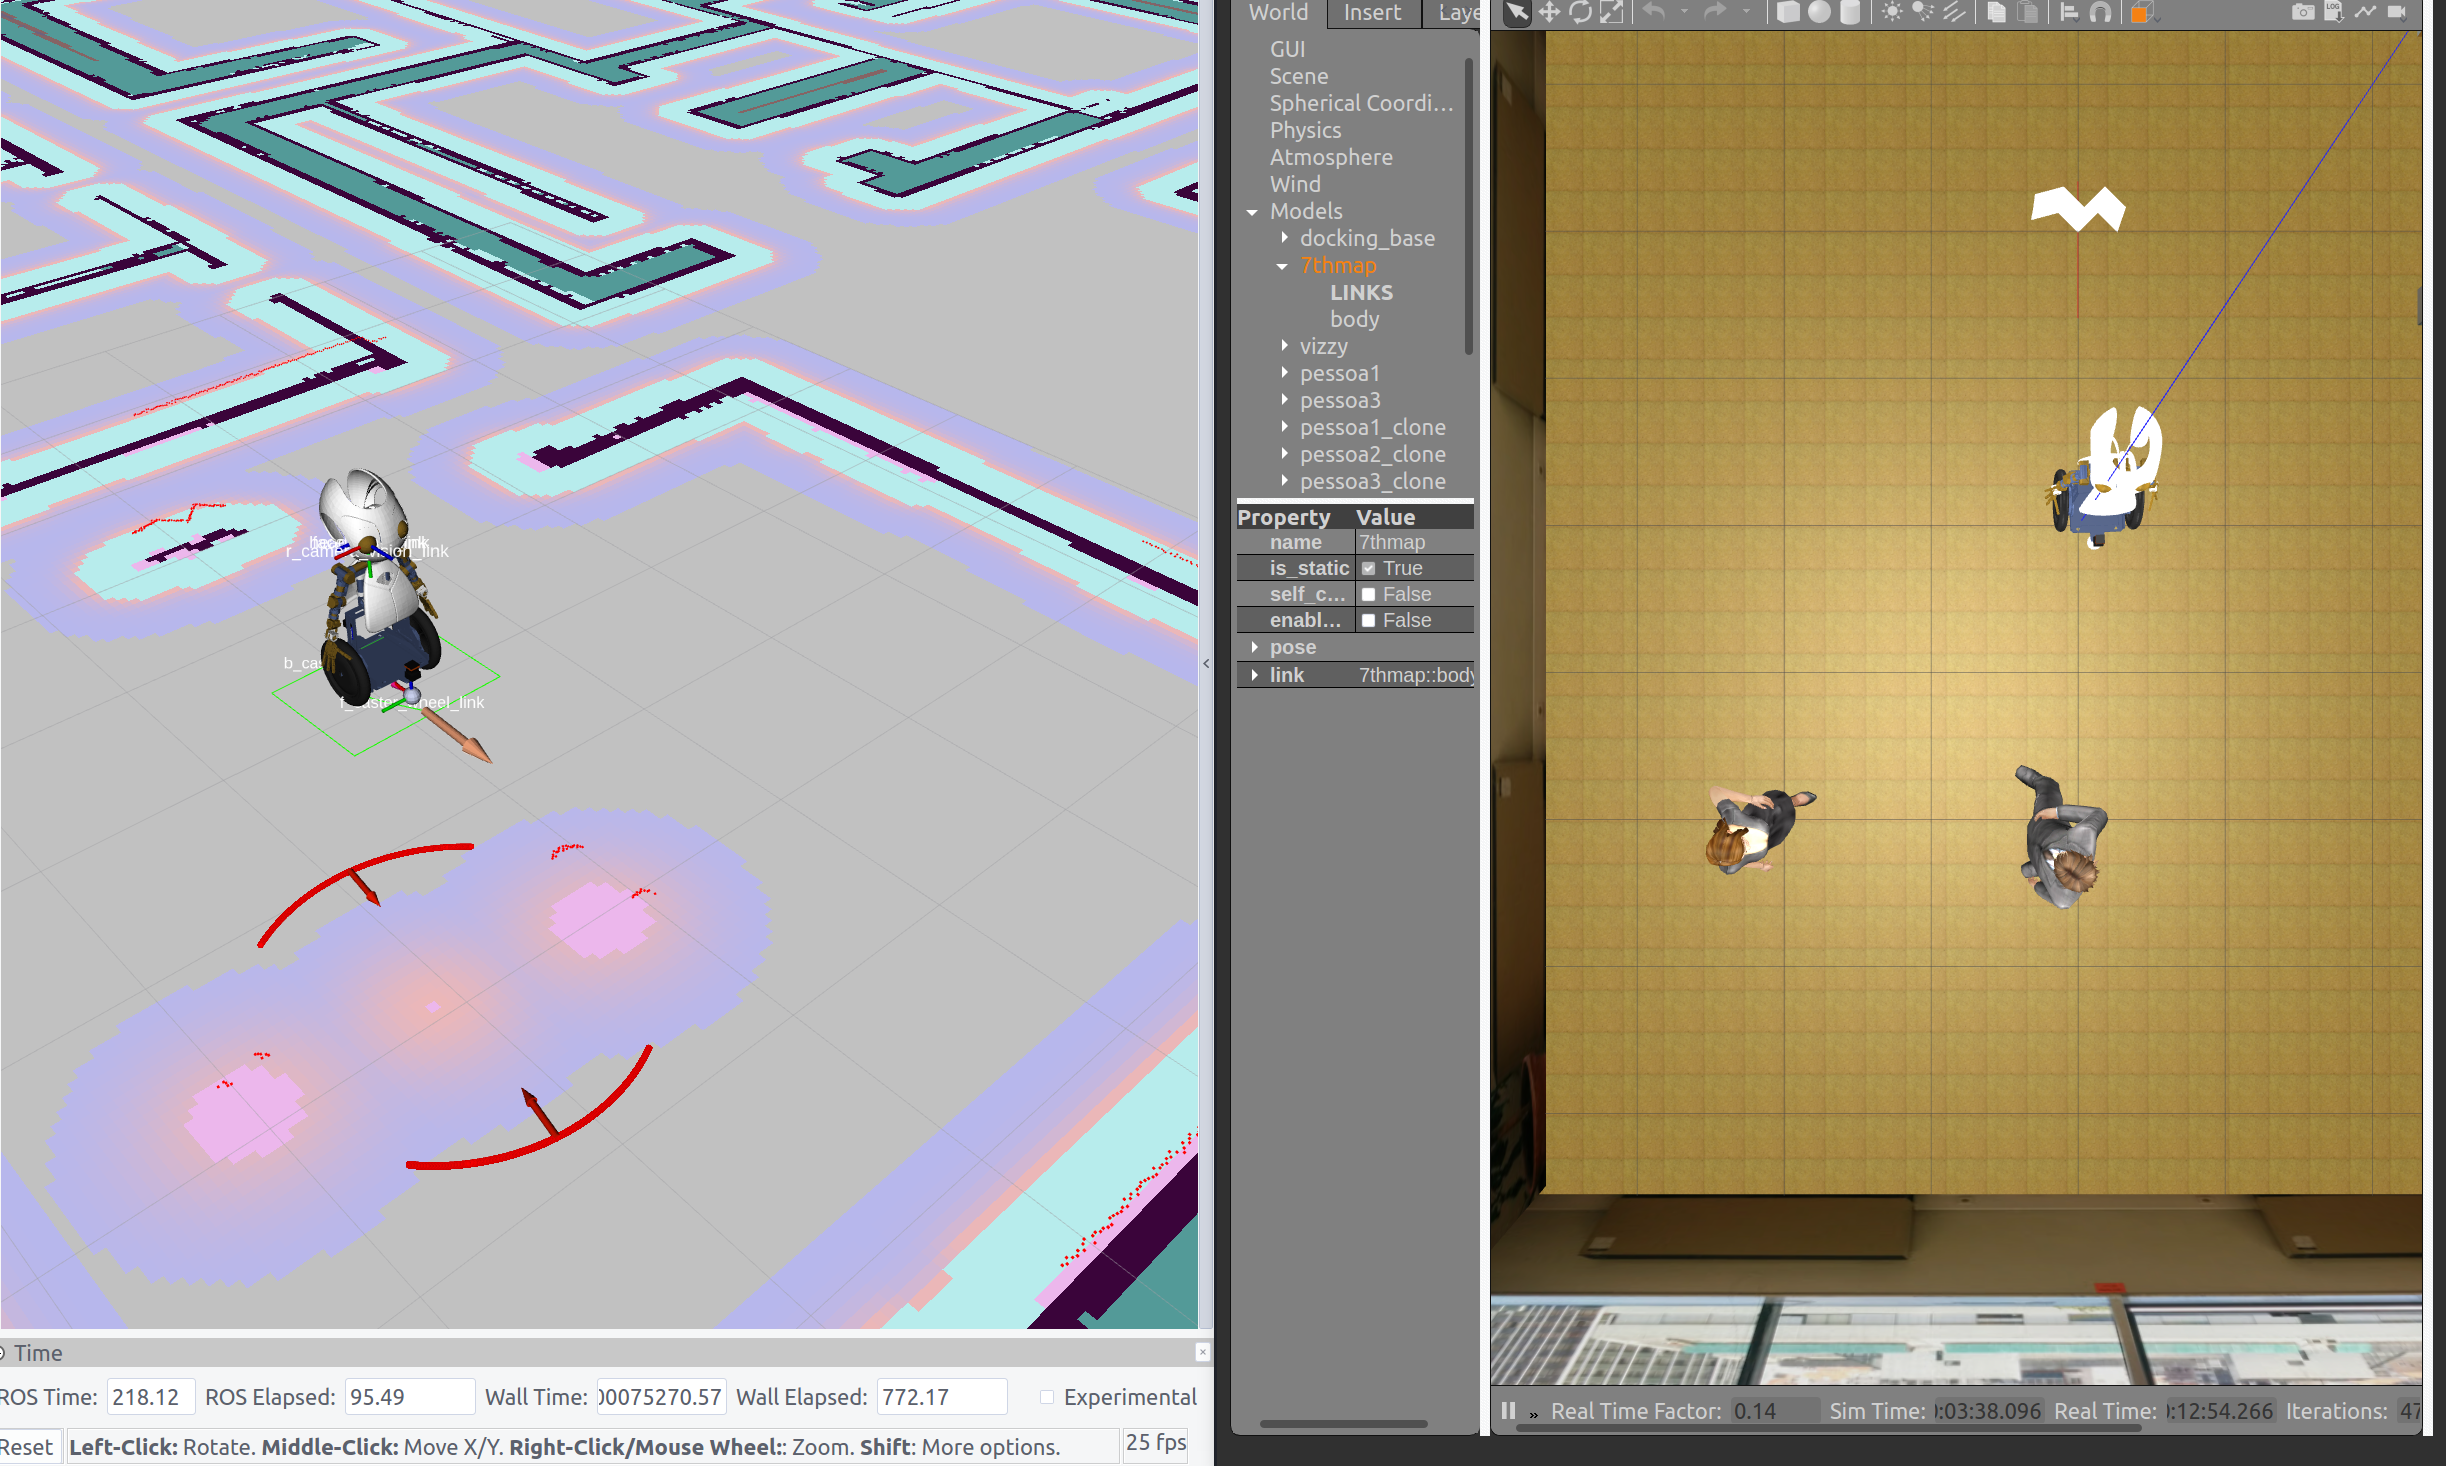 r_came
vision_link
b_cas
f_caster_wheel_link
Time
ROS Time: 218.12 ROS Elapsed: 95.49 Wall Time: 00075270.57 Wall Elapsed: 772.17 Experimental
Reset Left-Click: Rotate. Middle-Click: Move X/Y. Right-Click/Mouse Wheel:: Zoom. Shift: More options. 25 fps
World Insert Laye
GUI
Scene
Spherical Coordi...
Physics
Atmosphere
Wind
Models
docking_base
7thmap
LINKS
body
vizzy
pessoa1
pessoa3
pessoa1_clone
pessoa2_clone
pessoa3_clone
Property Value
name 7thmap
is_static True
self_c... False
enabl... False
pose
link 7thmap::body
LOG
Real Time Factor: 0.14 Sim Time: :03:38.096 Real Time: :12:54.266 Iterations: 47